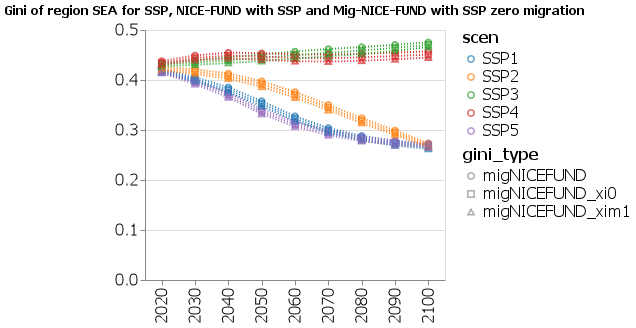 Gini of region SEA for SSP, NICE-FUND with SSP and Mig-NICE-FUND with SSP zero migration
0.5
0.4
0.3
0.2
0.1
0.0
2020 2030 2040 2050 2060 2070 2080 2090 2100
scen
SSP1
SSP2
SSP3
SSP4
SSP5
gini_type
migNICEFUND
migNICEFUND_xi0
migNICEFUND_xim1